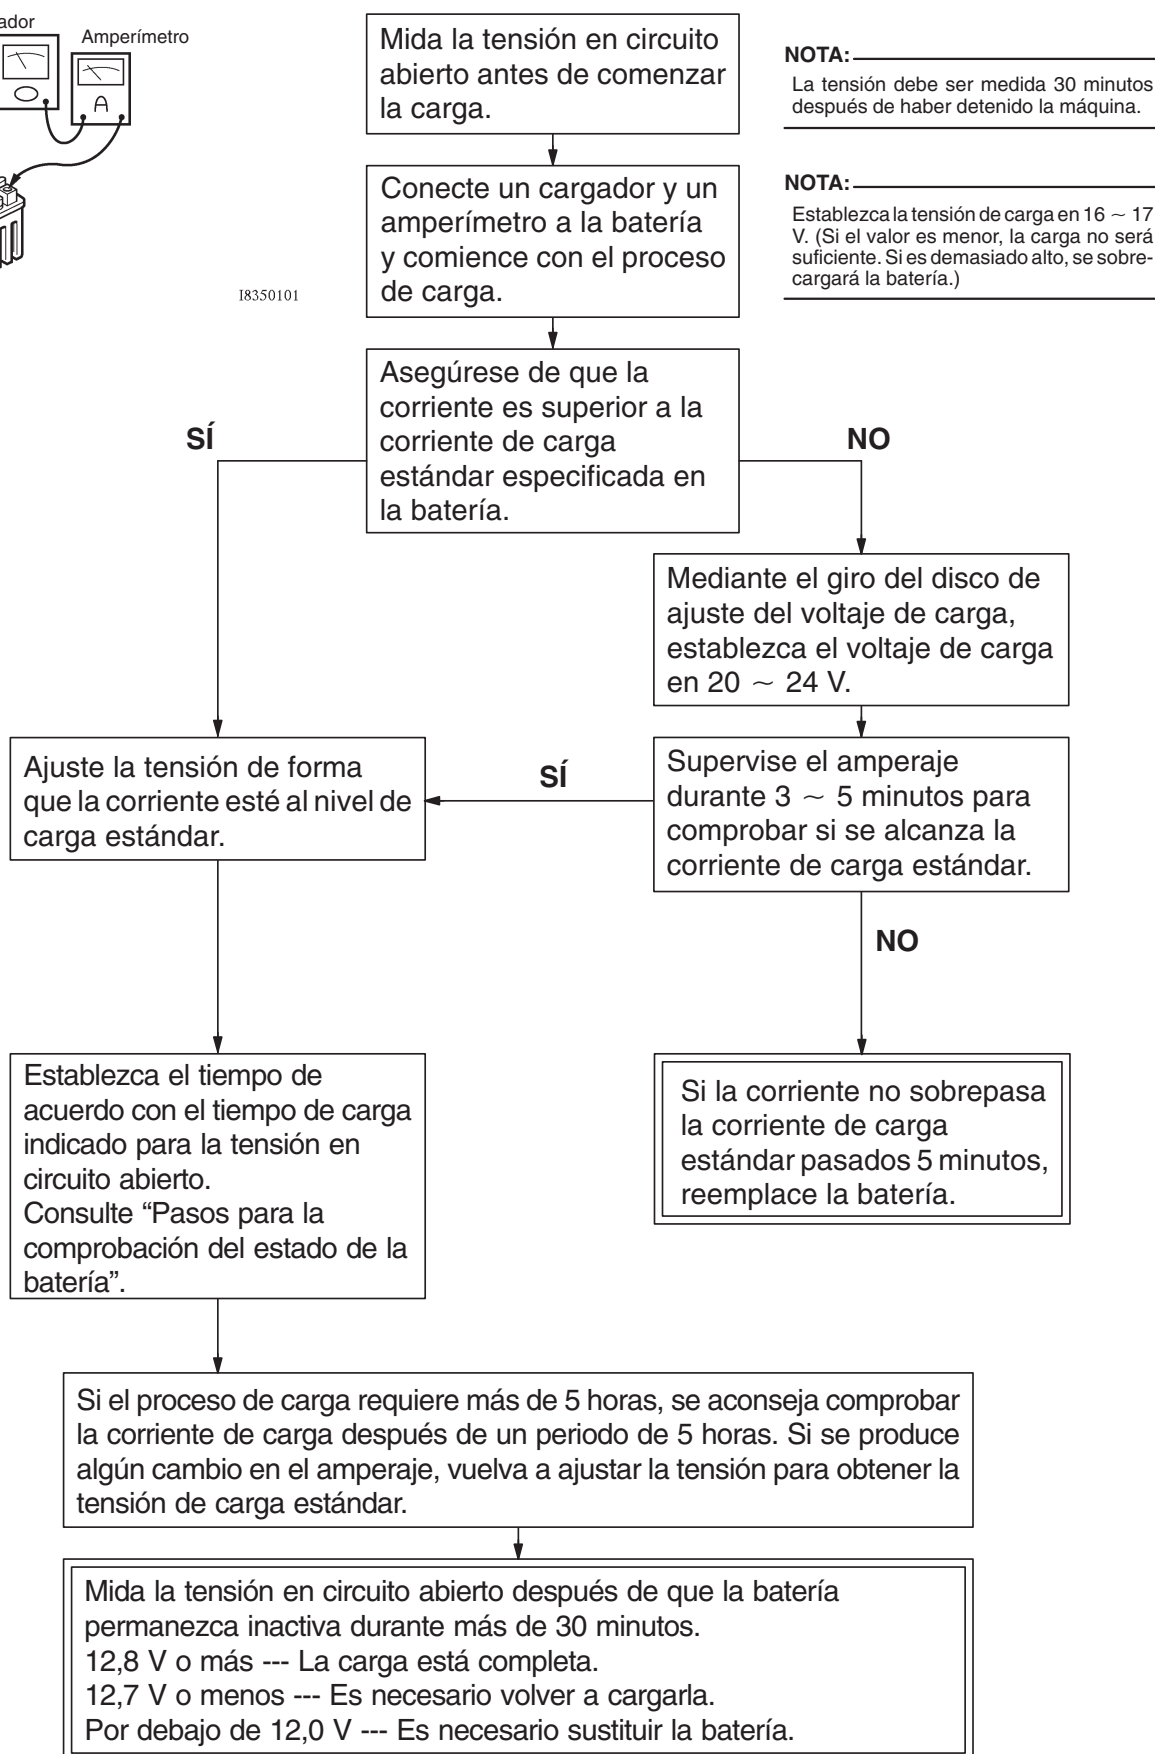 Amperímetro
A
I8350101
Mida la tensión en circuito
abierto antes de comenzar
la carga.
NOTA:
La tensión debe ser medida 30 minutos
después de haber detenido la máquina.
Conecte un cargador y un
amperímetro a la batería
y comience con el proceso
de carga.
NOTA:
Establezca la tensión de carga en 16 ~ 17
V. (Si el valor es menor, la carga no será
suficiente. Si es demasiado alto, se sobre-
cargará la batería.)
Asegúrese de que la
corriente es superior a la
corriente de carga
estándar especificada en
la batería.
SÍ
NO
Mediante el giro del disco de
ajuste del voltaje de carga,
establezca el voltaje de carga
en 20 ~ 24 V.
Ajuste la tensión de forma
que la corriente esté al nivel de
carga estándar.
SÍ
Supervise el amperaje
durante 3 ~ 5 minutos para
comprobar si se alcanza la
corriente de carga estándar.
NO
Establezca el tiempo de
acuerdo con el tiempo de carga
indicado para la tensión en
circuito abierto.
Consulte “Pasos para la
comprobación del estado de la
batería”.
Si la corriente no sobrepasa
la corriente de carga
estándar pasados 5 minutos,
reemplace la batería.
Si el proceso de carga requiere más de 5 horas, se aconseja comprobar
la corriente de carga después de un periodo de 5 horas. Si se produce
algún cambio en el amperaje, vuelva a ajustar la tensión para obtener la
tensión de carga estándar.
Mida la tensión en circuito abierto después de que la batería
permanezca inactiva durante más de 30 minutos.
12,8 V o más --- La carga está completa.
12,7 V o menos --- Es necesario volver a cargarla.
Por debajo de 12,0 V --- Es necesario sustituir la batería.